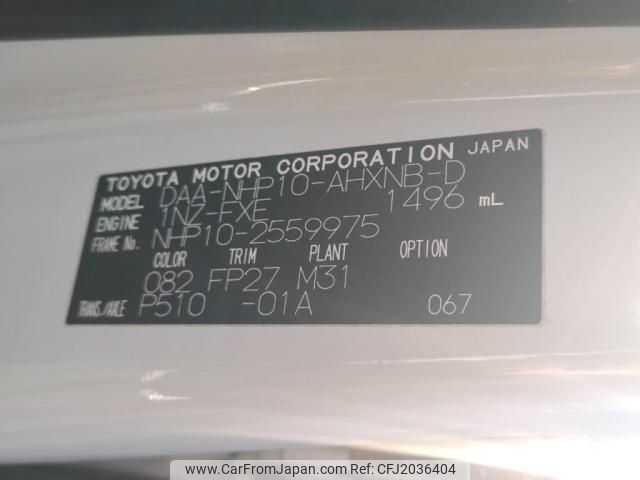 TOYOTA MOTOR CORPORATION JAPAN
MODEL DAA-NHP10-AHXNB-D
ENGINE 1NZ-FXE 1496 mL
FRAME No. NHP10-2559975
COLOR TRIM PLANT OPTION
082 FP27 M31
TRANS./AXLE P510 -01A 067
www.CarFromJapan.com | © CarFromJapan | CFJ2036404